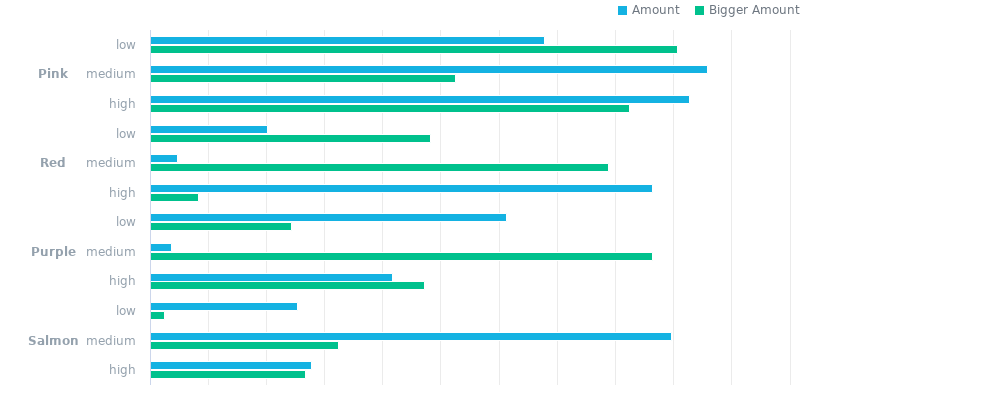 Amount Bigger Amount
low
Pink medium
high
low
Red medium
high
low
Purple medium
high
low
Salmon medium
high